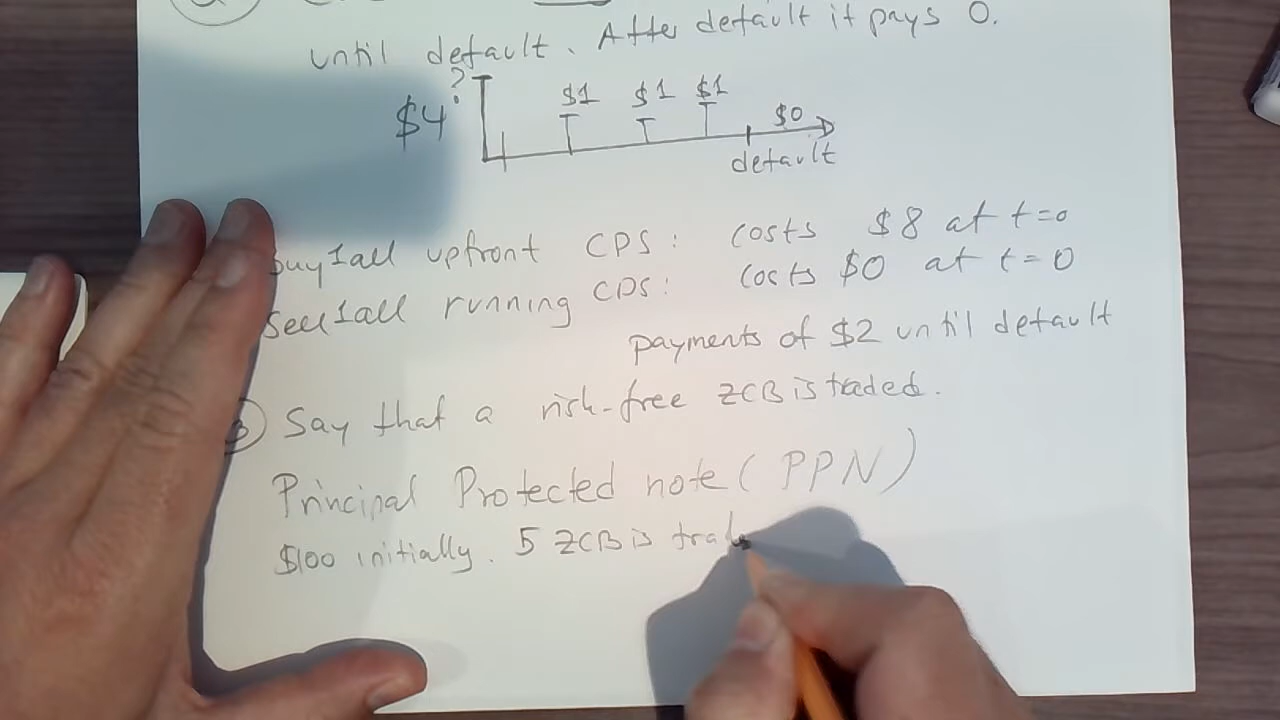 until default. After default it pays 0.
$4? $1 $1 $1 $0
default
buy 1 all upfront CPS: costs $8 at t=0
sell 1 all running CDS: costs $0 at t=0
payments of $2 until default
3 Say that a risk-free ZCB is traded.
Principal Protected note (PPN)
$100 initially. 5 ZCB is trad